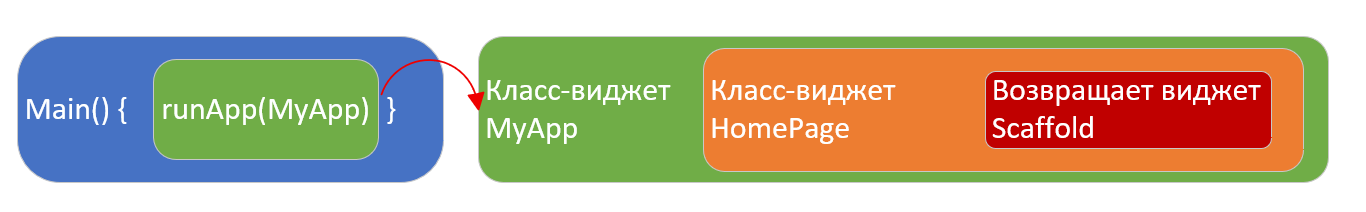 Main() { runApp(MyApp) }
Класс-виджет
MyApp
Класс-виджет
HomePage
Возвращает виджет
Scaffold